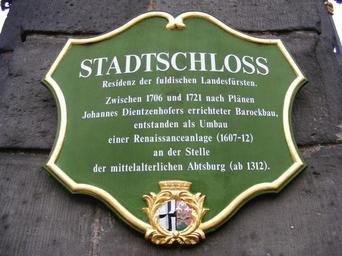 STADTSCHLOSS
Residenz der fuldischen Landesfürsten.
Zwischen 1706 und 1721 nach Plänen
Johannes Dientzenhofers errichteter Barockbau,
entstanden als Umbau
einer Renaissanceanlage (1607-12)
an der Stelle
der mittelalterlichen Abtsburg (ab 1312).